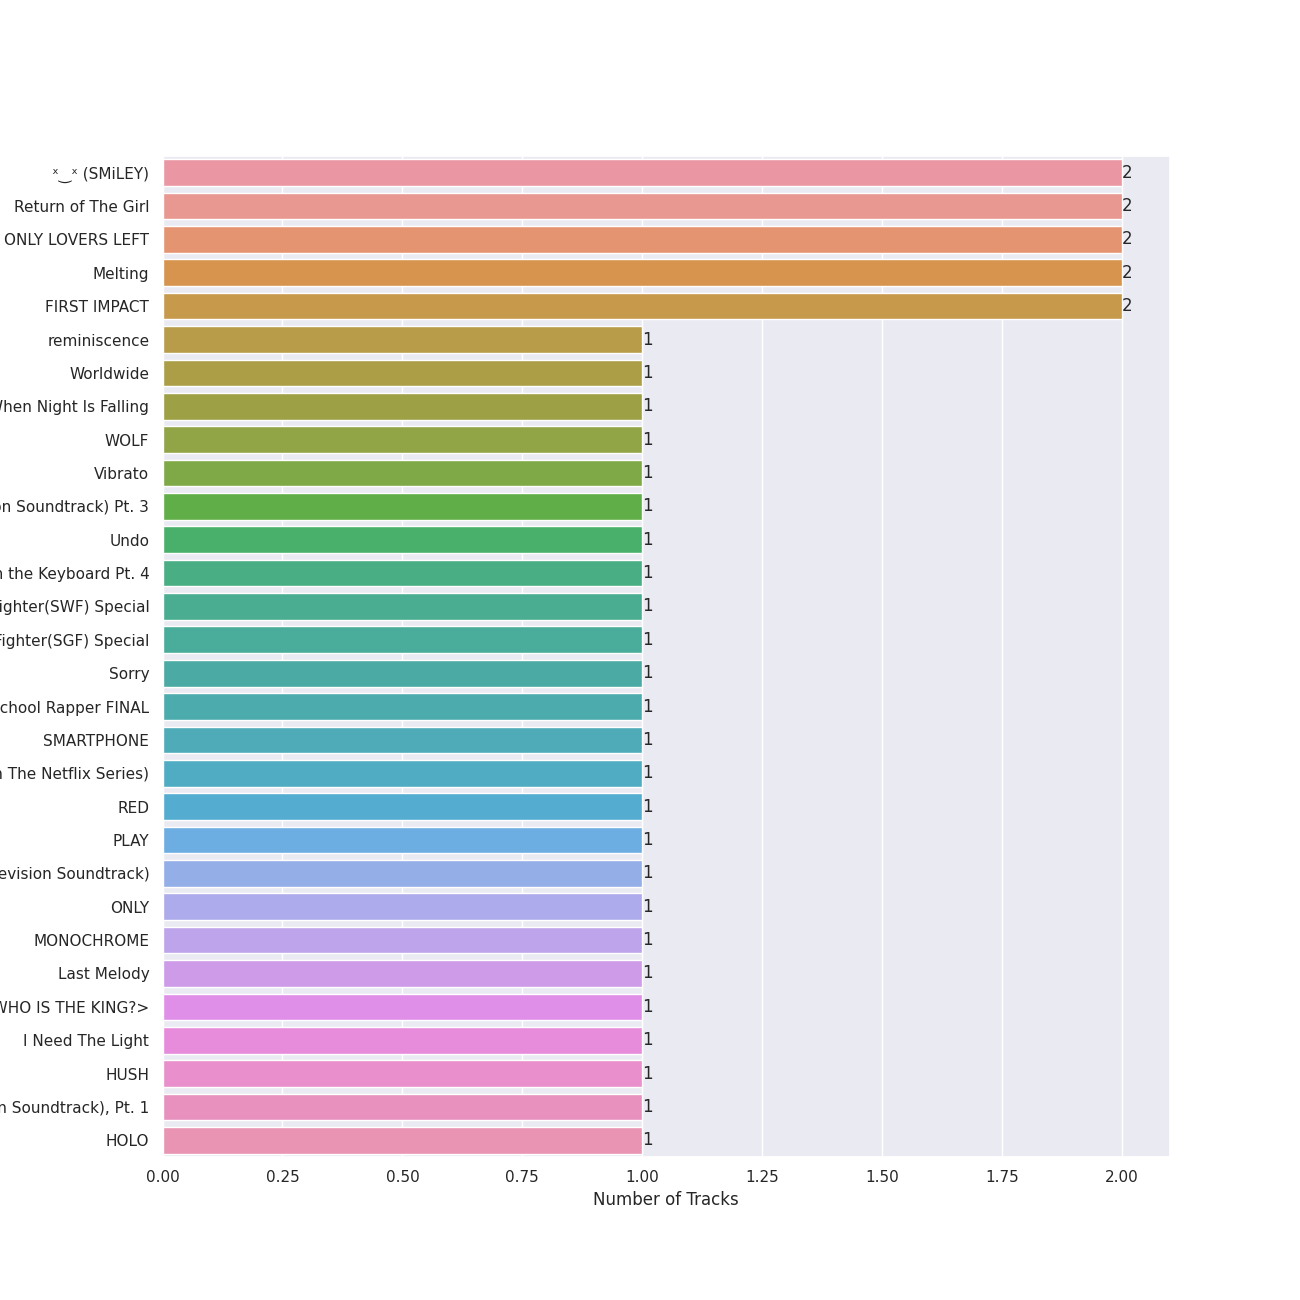 ˣ‿ˣ (SMiLEY) 2
Return of The Girl 2
ONLY LOVERS LEFT 2
Melting 2
FIRST IMPACT 2
reminiscence 1
Worldwide 1
When Night Is Falling 1
WOLF 1
Vibrato 1
Soundtrack) Pt. 3 1
Undo 1
the Keyboard Pt. 4 1
ighter(SWF) Special 1
Fighter(SGF) Special 1
Sorry 1
chool Rapper FINAL 1
SMARTPHONE 1
The Netflix Series) 1
RED 1
PLAY 1
evision Soundtrack) 1
ONLY 1
MONOCHROME 1
Last Melody 1
WHO IS THE KING?> 1
I Need The Light 1
HUSH 1
Soundtrack), Pt. 1 1
HOLO 1
0.00 0.25 0.50 0.75 1.00 1.25 1.50 1.75 2.00
Number of Tracks